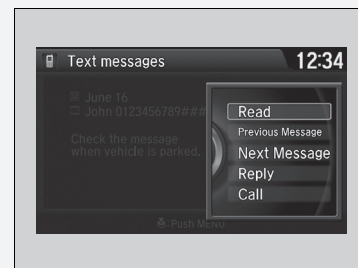 Text messages 12:34
June 16
John 0123456789###
Check the message
when vehicle is parked.
Read
Previous Message
Next Message
Reply
Call
:Push MENU